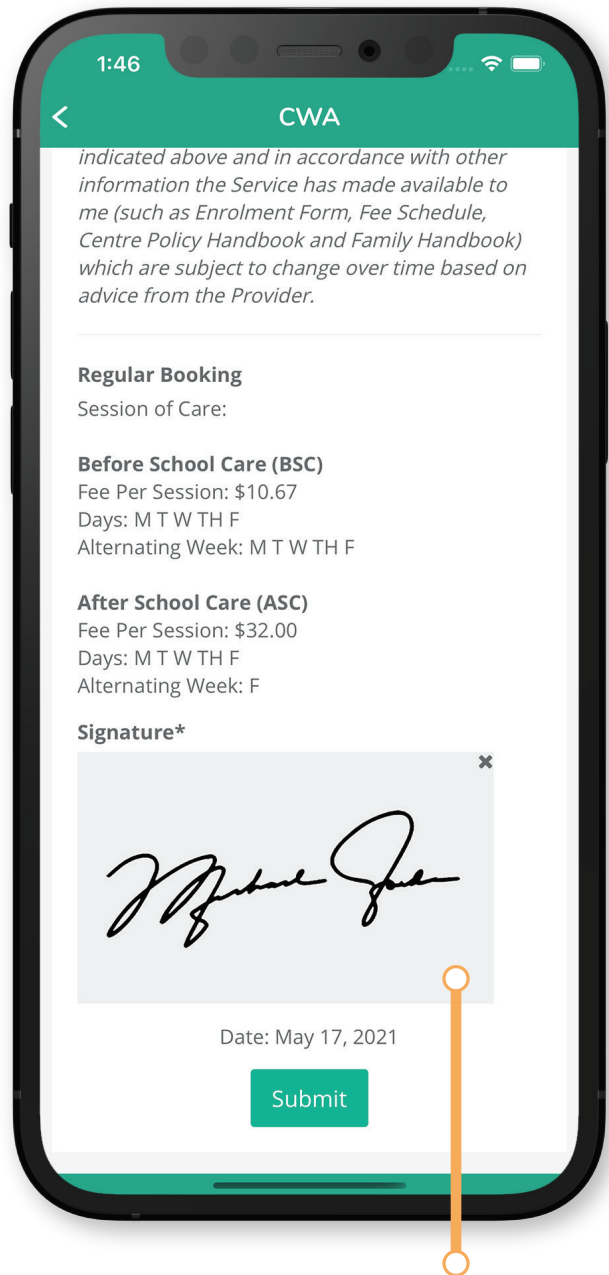 1:46
CWA
indicated above and in accordance with other
information the Service has made available to
me (such as Enrolment Form, Fee Schedule,
Centre Policy Handbook and Family Handbook)
which are subject to change over time based on
advice from the Provider.
Regular Booking
Session of Care:
Before School Care (BSC)
Fee Per Session: $10.67
Days: M T W TH F
Alternating Week: M T W TH F
After School Care (ASC)
Fee Per Session: $32.00
Days: M T W TH F
Alternating Week: F
Signature*
Date: May 17, 2021
Submit